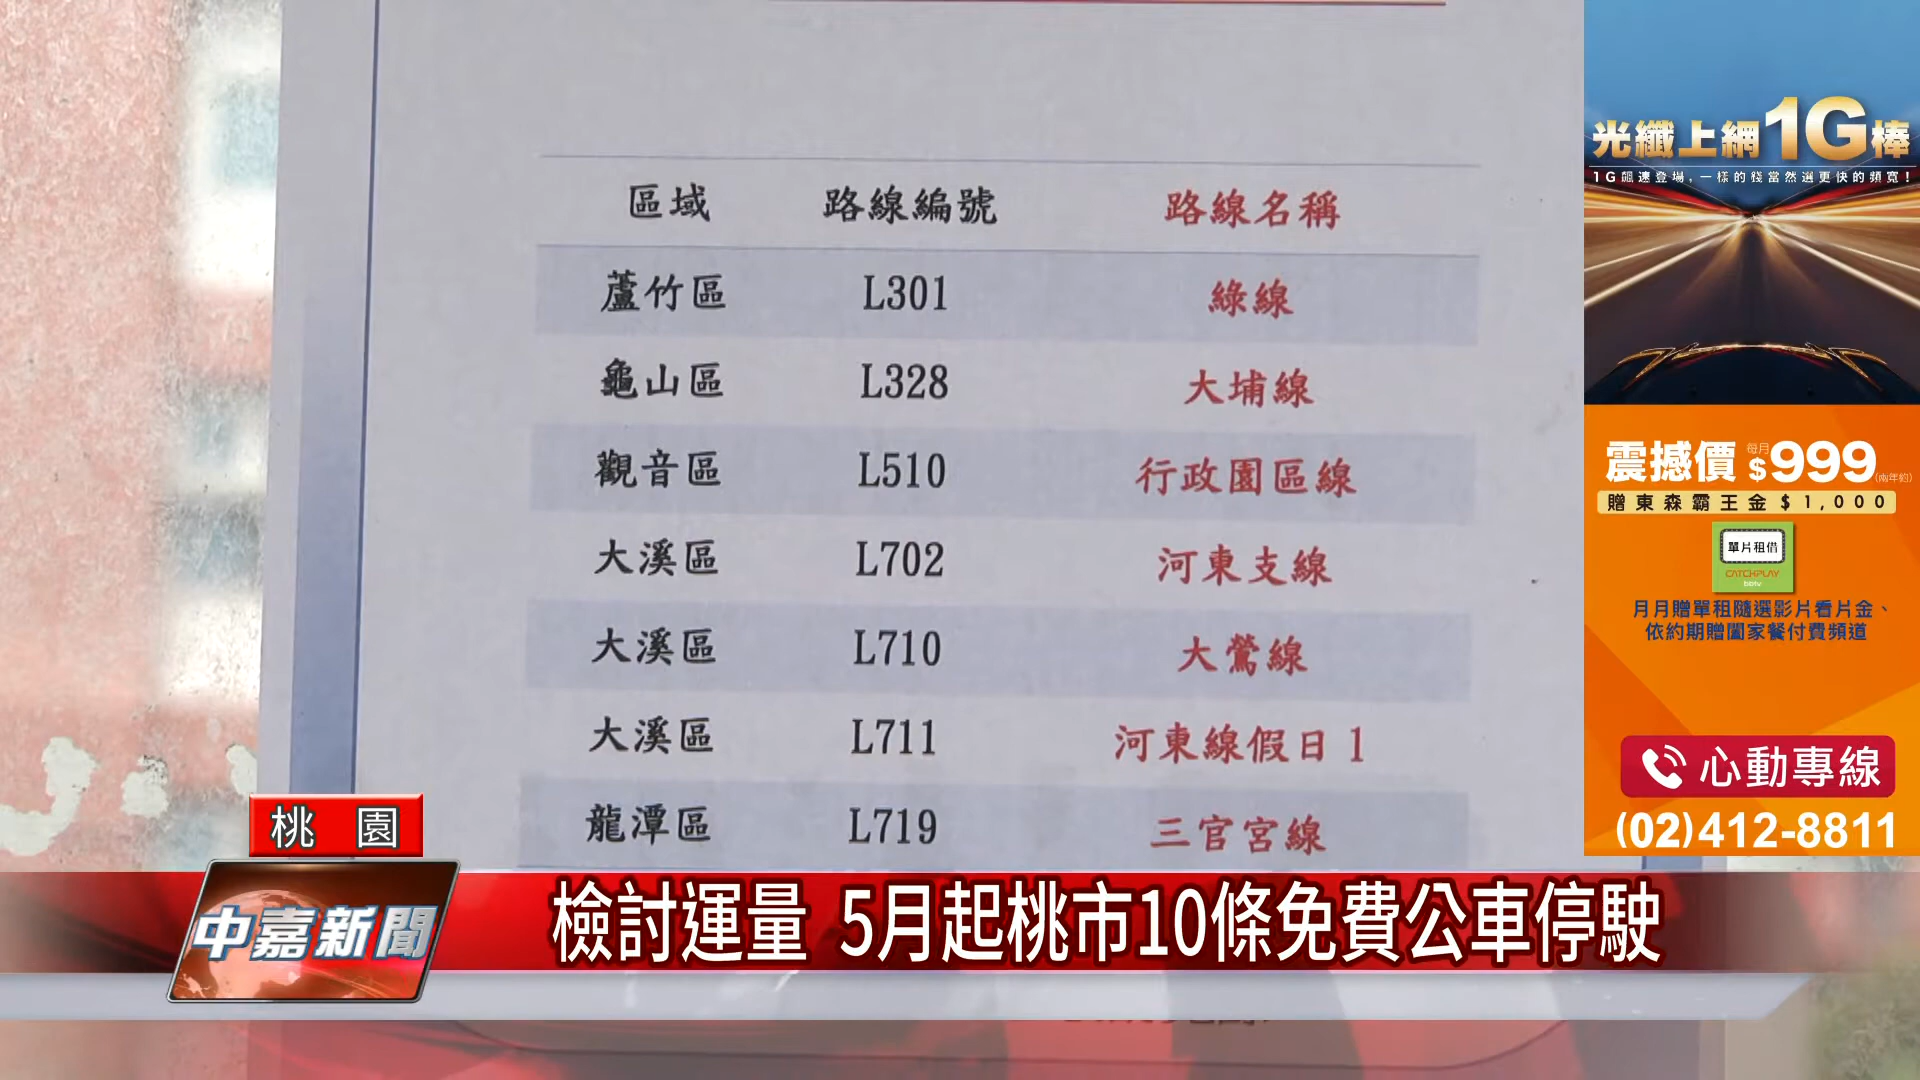 區域 路線編號 路線名稱
蘆竹區 L301 綠線
龜山區 L328 大埔線
觀音區 L510 行政園區線
大溪區 L702 河東支線
大溪區 L710 大鶯線
大溪區 L711 河東線假日1
龍潭區 L719 三官宮線
桃園
中嘉新聞
檢討運量 5月起桃市10條免費公車停駛
光纖上網1G棒
1G飆速登場,一樣的錢當然選更快的頻寬!
震撼價 每月$999(兩年約)
贈東森霸王金$1,000
單片租借
CATCHPLAY
bbtv
月月贈單租隨選影片看片金、
依約期贈闔家餐付費頻道
心動專線
(02)412-8811